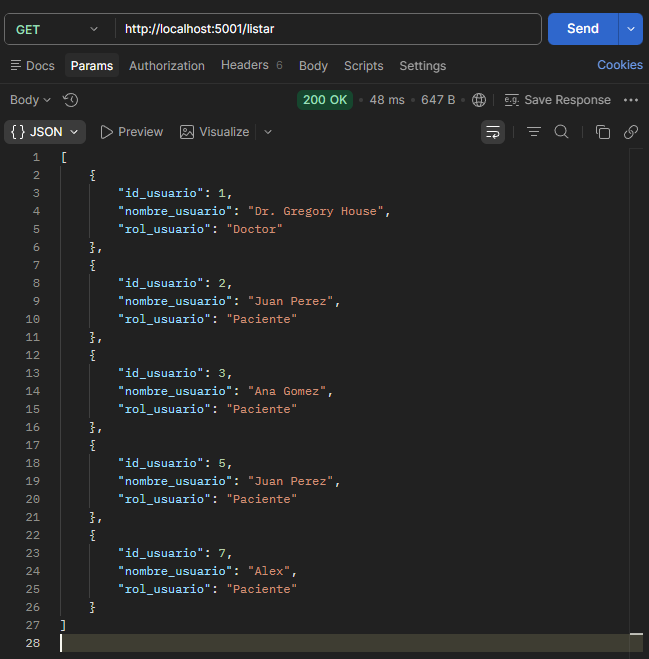 GET http://localhost:5001/listar Send
Docs Params Authorization Headers 6 Body Scripts Settings Cookies
Body 200 OK • 48 ms • 647 B • e.g. Save Response
{} JSON Preview Visualize
1 [
2 {
3 "id_usuario": 1,
4 "nombre_usuario": "Dr. Gregory House",
5 "rol_usuario": "Doctor"
6 },
7 {
8 "id_usuario": 2,
9 "nombre_usuario": "Juan Perez",
10 "rol_usuario": "Paciente"
11 },
12 {
13 "id_usuario": 3,
14 "nombre_usuario": "Ana Gomez",
15 "rol_usuario": "Paciente"
16 },
17 {
18 "id_usuario": 5,
19 "nombre_usuario": "Juan Perez",
20 "rol_usuario": "Paciente"
21 },
22 {
23 "id_usuario": 7,
24 "nombre_usuario": "Alex",
25 "rol_usuario": "Paciente"
26 }
27 ]
28